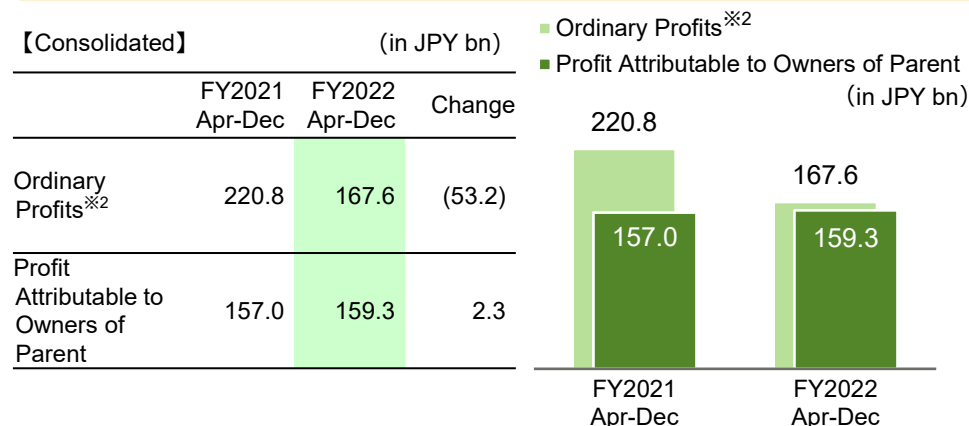 【Consolidated】 （in JPY bn）
FY2021 FY2022 Change
Apr-Dec Apr-Dec
Ordinary
Profits※2 220.8 167.6 (53.2)
Profit
Attributable to
Owners of
Parent 157.0 159.3 2.3
Ordinary Profits※2
Profit Attributable to Owners of Parent
（in JPY bn）
220.8
167.6
157.0 159.3
FY2021 FY2022
Apr-Dec Apr-Dec